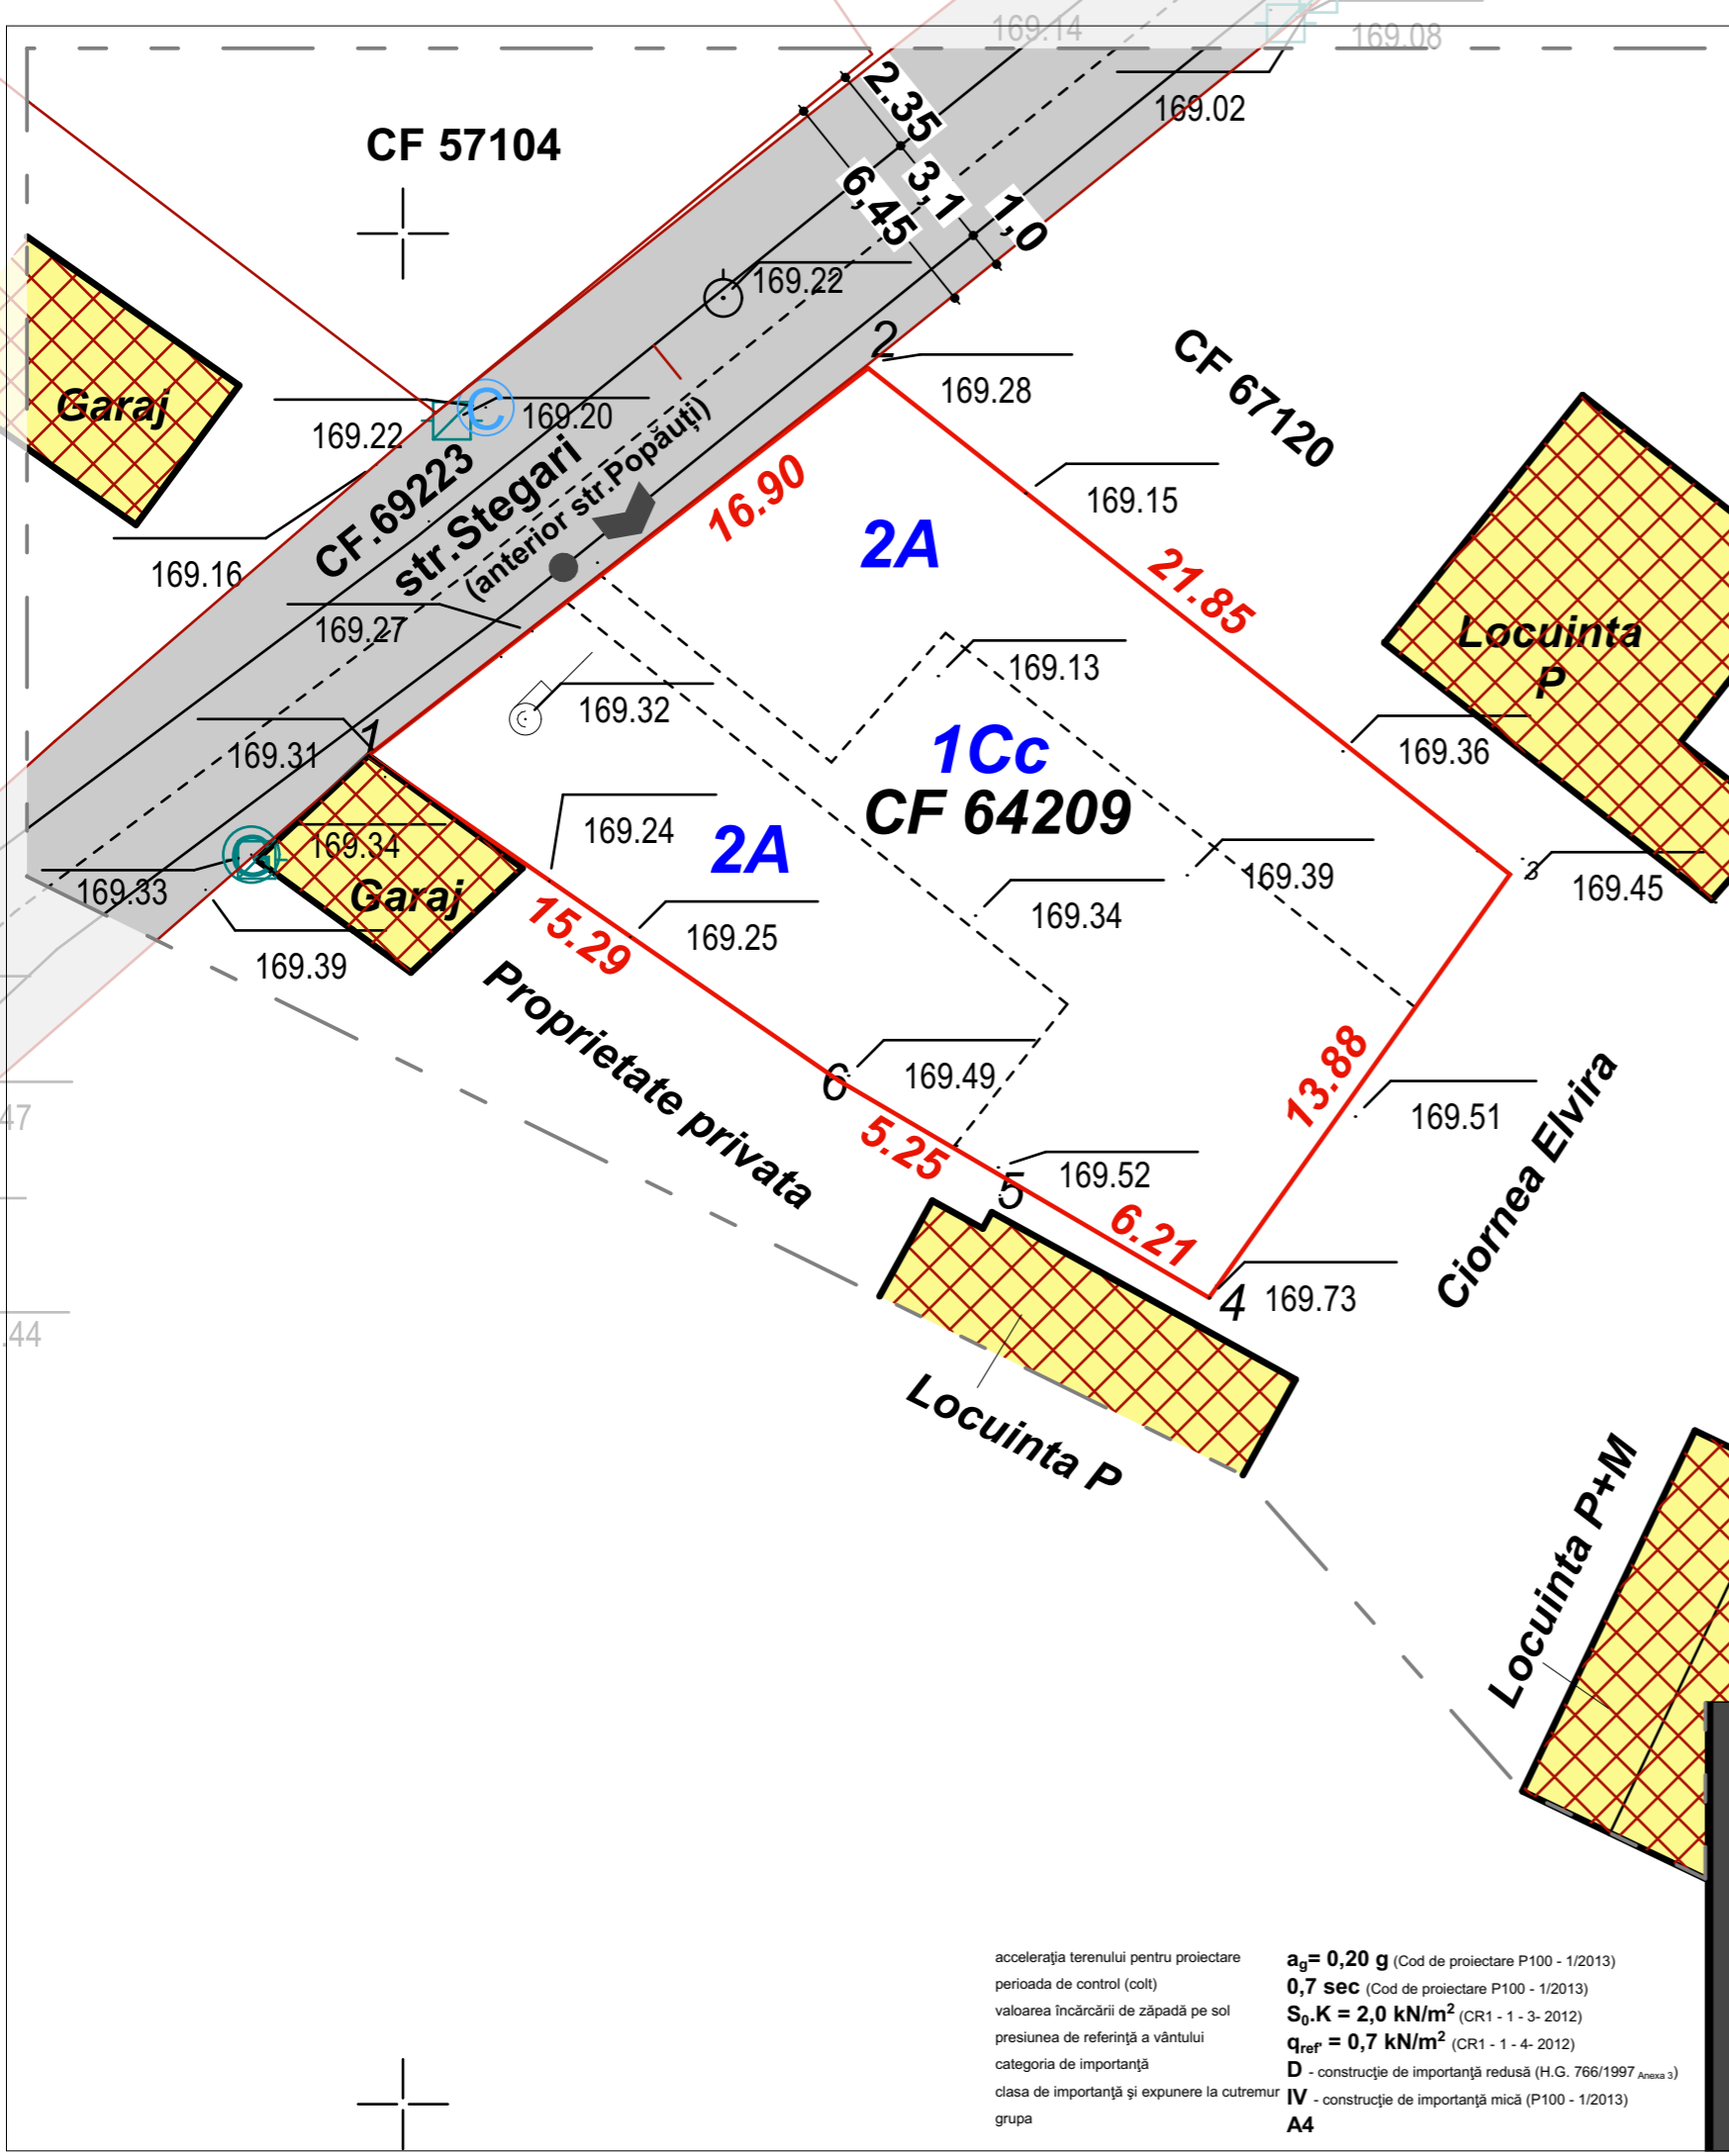 169.14
169.08
169.02
CF 57104
2.35
3,1
1,0
6,45
169.22
2
169.28
CF 67120
Garaj
169.22
169.20
169.15
CF.69223
str.Stegari
(anterior str.Popăuți)
16.90
2A
21.85
169.16
169.27
169.13
Locuinta
P
169.32
169.31
1
1Cc
CF 64209
169.36
169.24
2A
169.34
169.33
Garaj
169.39
3
169.45
169.25
169.34
15.29
169.39
Proprietate privata
6
169.49
13.88
169.51
Ciornea Elvira
47
5.25
5
169.52
6.21
4
169.73
.44
Locuinta P
Locuinta P+M
accelerația terenului pentru proiectare a<sub>g</sub>= 0,20 g (Cod de proiectare P100 - 1/2013)
perioada de control (colt) 0,7 sec (Cod de proiectare P100 - 1/2013)
valoarea încărcării de zăpadă pe sol S₀.K = 2,0 kN/m² (CR1 - 1 - 3- 2012)
presiunea de referință a vântului q<sub>ref'</sub> = 0,7 kN/m² (CR1 - 1 - 4- 2012)
categoria de importanță D - construcție de importanță redusă (H.G. 766/1997 Anexa 3)
clasa de importanță și expunere la cutremur IV - construcție de importanță mică (P100 - 1/2013)
grupa A4